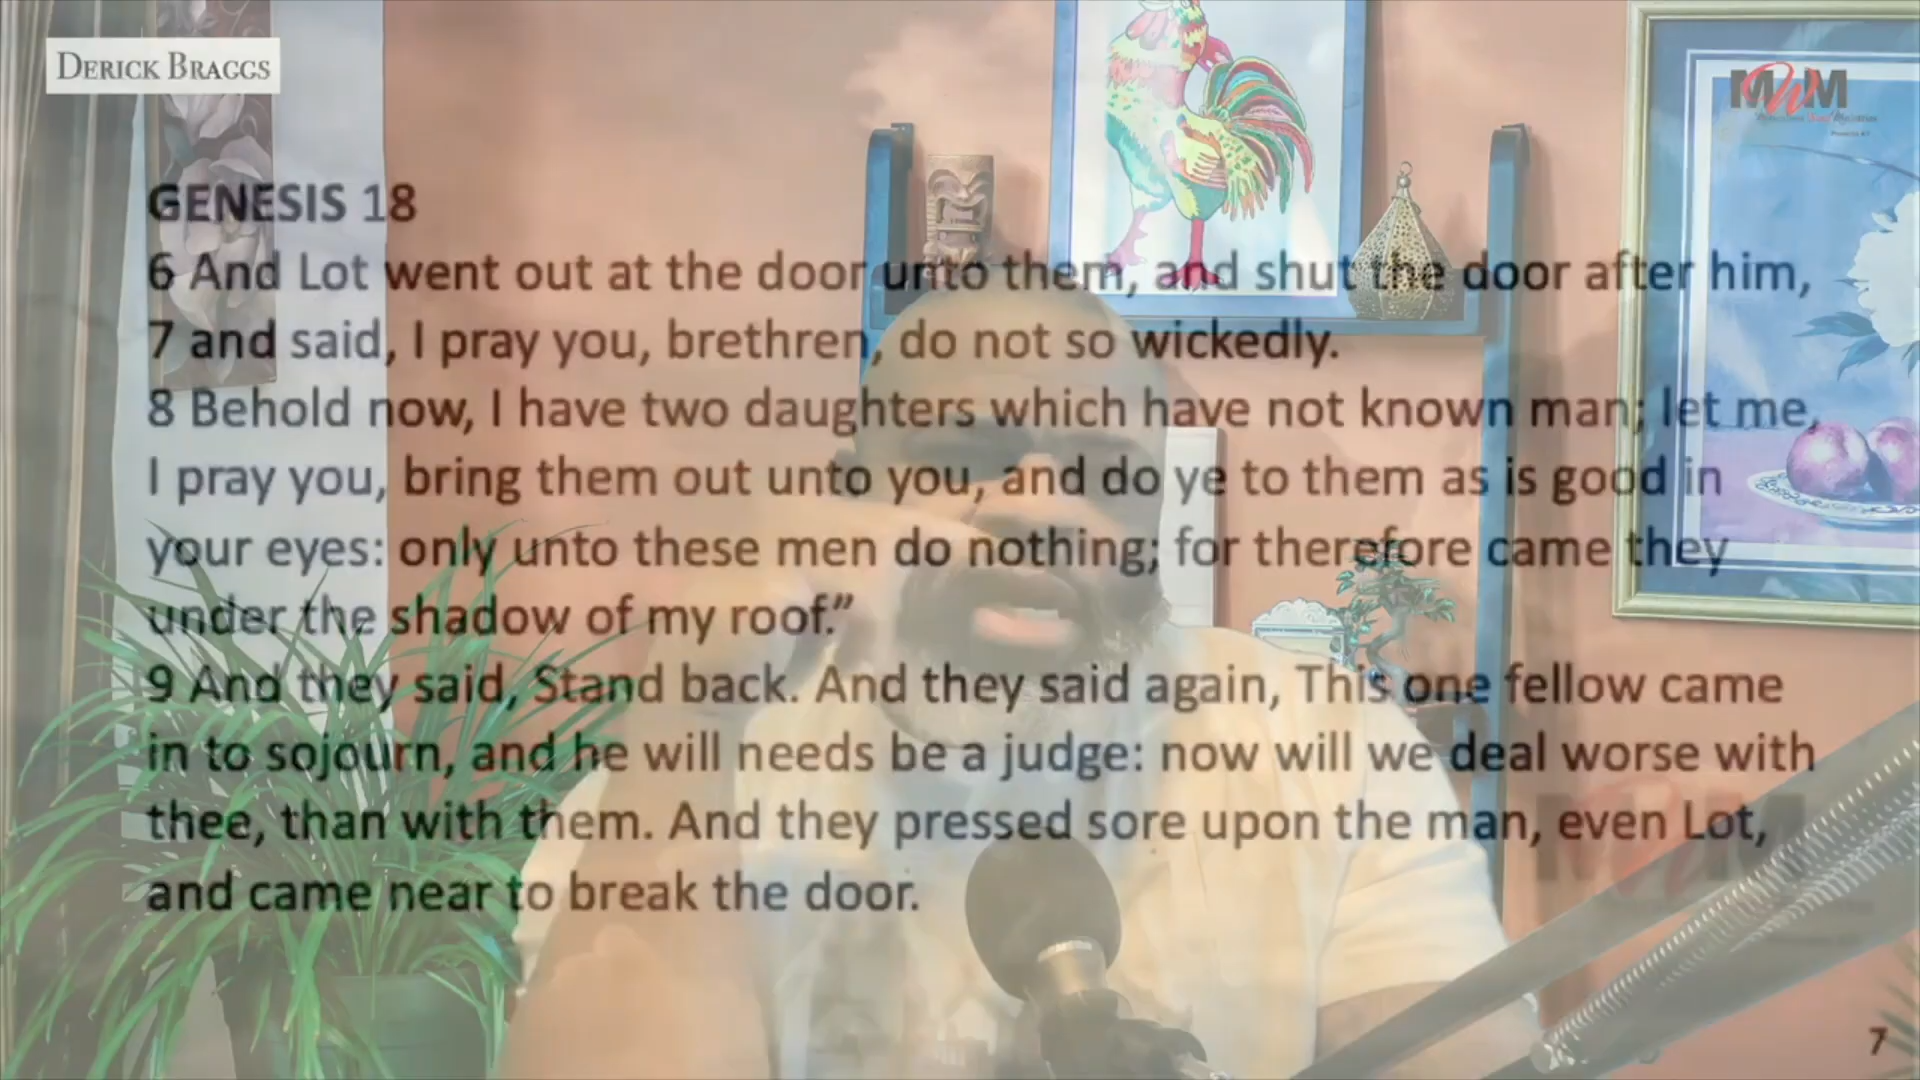 DERICK BRAGGS
MWM
GENESIS 18
6 And Lot went out at the door unto them, and shut the door after him,
7 and said, I pray you, brethren, do not so wickedly.
8 Behold now, I have two daughters which have not known man; let me,
I pray you, bring them out unto you, and do ye to them as is good in
your eyes: only unto these men do nothing; for therefore came they
under the shadow of my roof.”
9 And they said, Stand back. And they said again, This one fellow came
in to sojourn, and he will needs be a judge: now will we deal worse with
thee, than with them. And they pressed sore upon the man, even Lot,
and came near to break the door.
MWM
7